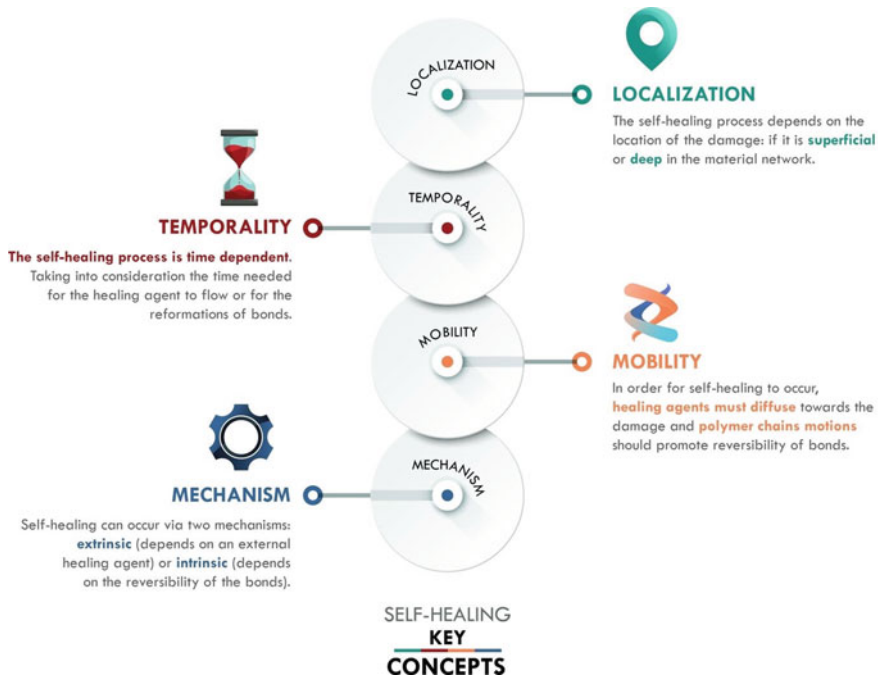 LOCALIZATION
LOCALIZATION
The self-healing process depends on the
location of the damage: if it is superficial
or deep in the material network.
TEMPORALITY
TEMPORALITY
The self-healing process is time dependent.
Taking into consideration the time needed
for the healing agent to flow or for the
reformations of bonds.
MOBILITY
MOBILITY
In order for self-healing to occur,
healing agents must diffuse towards the
damage and polymer chains motions
should promote reversibility of bonds.
MECHANISM
MECHANISM
Self-healing can occur via two mechanisms:
extrinsic (depends on an external
healing agent) or intrinsic (depends
on the reversibility of the bonds).
SELF-HEALING
KEY
CONCEPTS